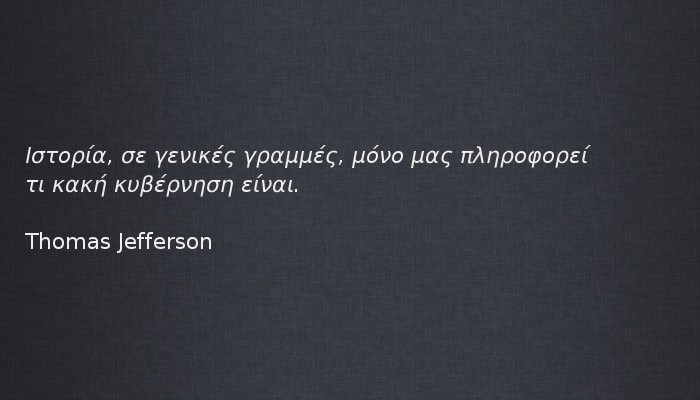 Ιστορία, σε γενικές γραμμές, μόνο μας πληροφορεί
τι κακή κυβέρνηση είναι.
Thomas Jefferson